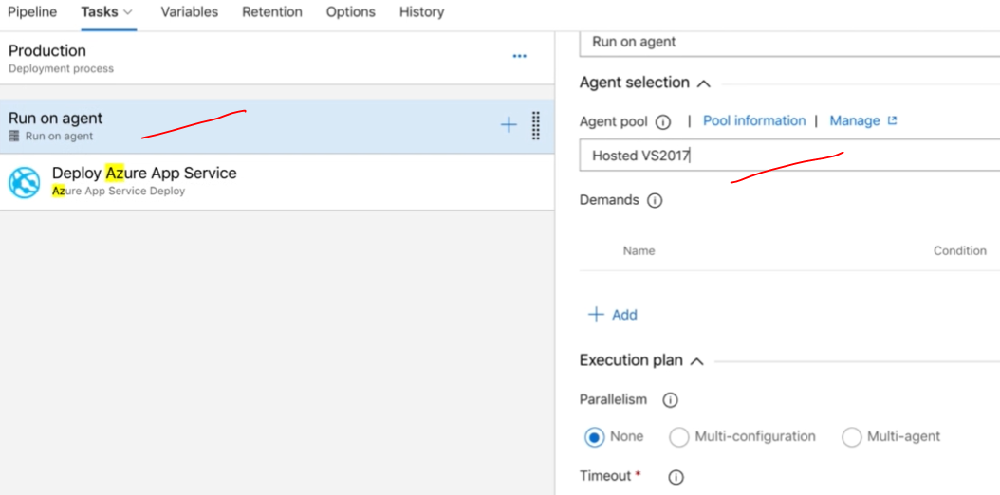 Pipeline Tasks Variables Retention Options History
Production
Deployment process
Run on agent
Run on agent
Deploy Azure App Service
Azure App Service Deploy
Run on agent
Agent selection
Agent pool | Pool information | Manage
Hosted VS2017
Demands
Name Condition
+ Add
Execution plan
Parallelism
None Multi-configuration Multi-agent
Timeout *